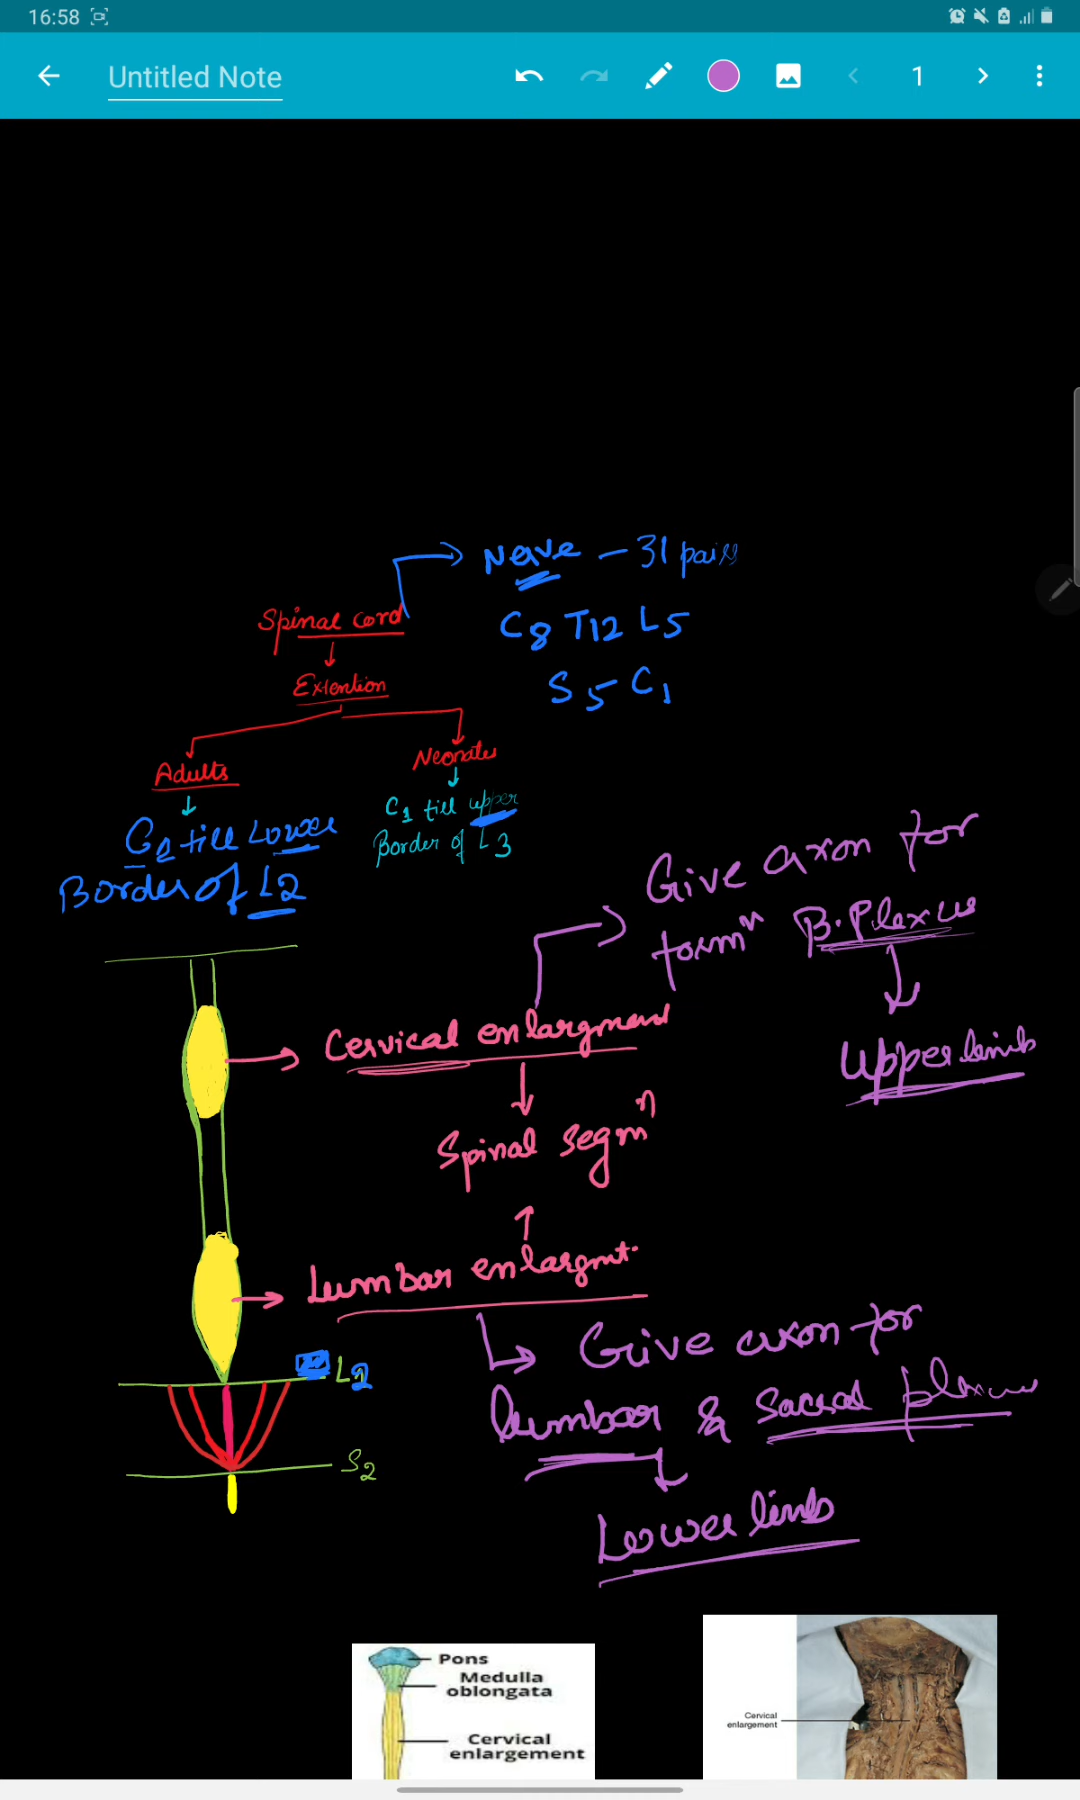 16:58
Untitled Note
1
Nerve - 31 pairs
Spinal cord
C8 T12 L5
S5 C1
Extention
Adults
Neonates
C1 till upper
Border of L3
till Lower
Border of L2
Give axon for
formⁿ B. Plexus
Upper limb
Cervical enlargment
Spinal segmⁿ
Lumbar enlargmt.
Give axon for
lumbar & Sacral plexus
Lower limb
L2
S2
Pons
Medulla
oblongata
Cervical
enlargement
Cervical
enlargement